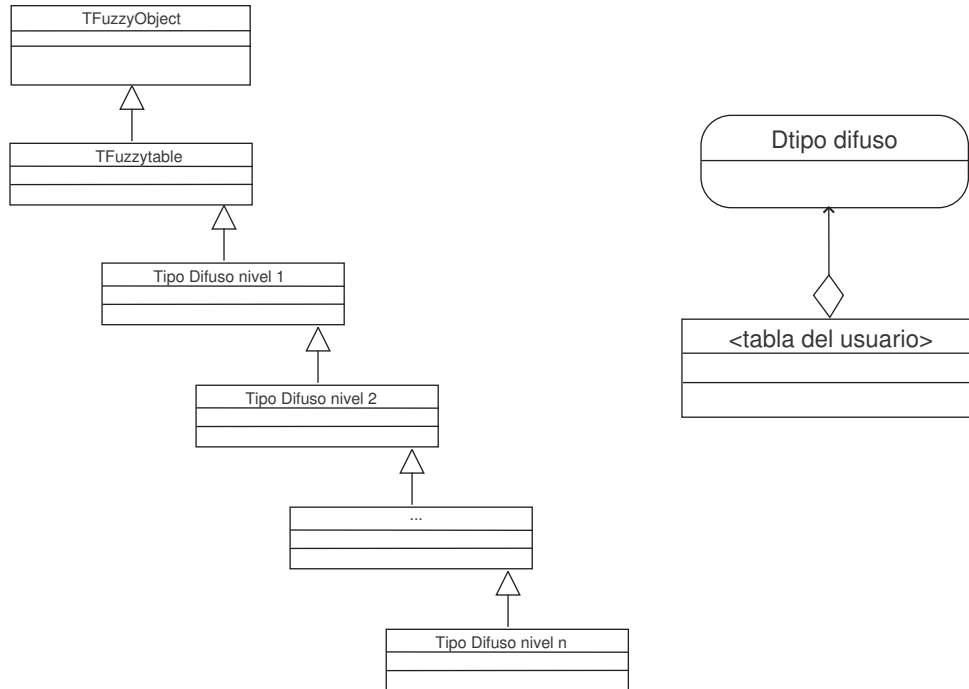 TFuzzyObject
TFuzzytable
Tipo Difuso nivel 1
Tipo Difuso nivel 2
...
Tipo Difuso nivel n
Dtipo difuso
<tabla del usuario>